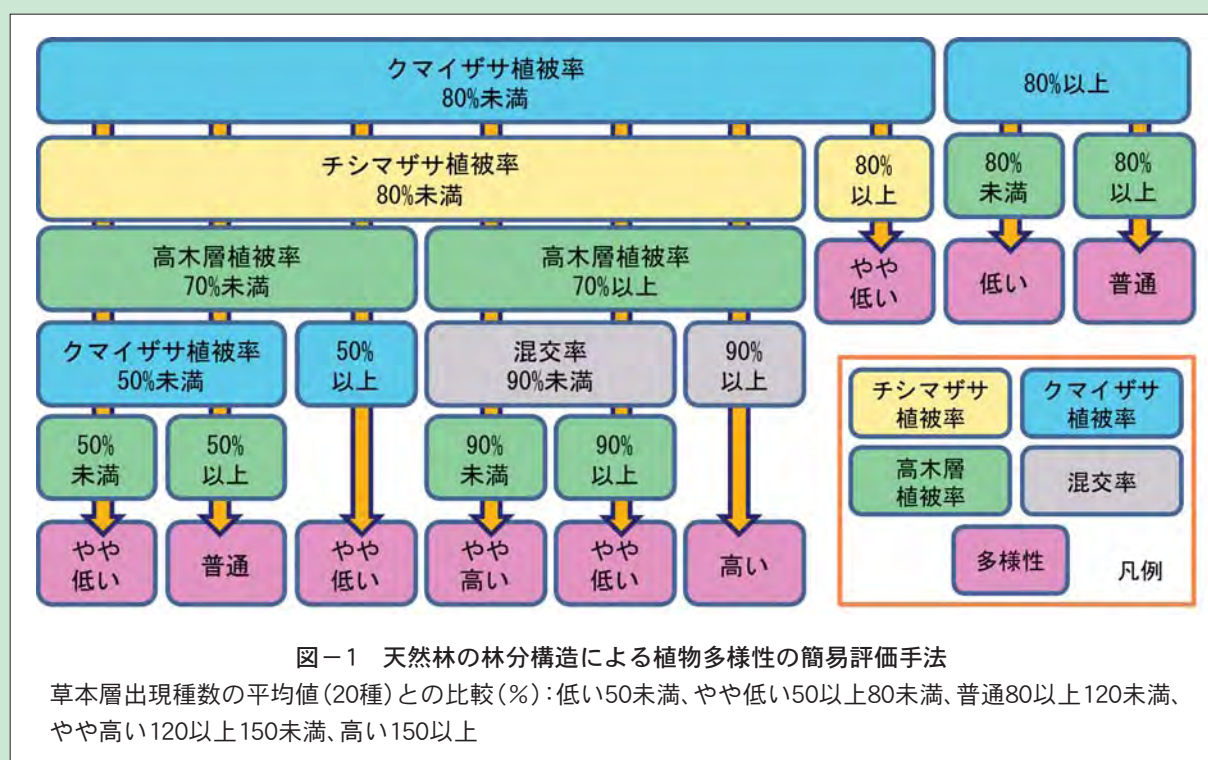 クマイザサ植被率
80%未満
80%以上
チシマザサ植被率
80%未満
80%
以上
80%
未満
80%
以上
高木層植被率
70%未満
高木層植被率
70%以上
やや
低い
低い
普通
クマイザサ植被率
50%未満
50%
以上
混交率
90%未満
90%
以上
50%
未満
50%
以上
90%
未満
90%
以上
やや
低い
普通
やや
低い
やや
高い
やや
低い
高い
チシマザサ
植被率
クマイザサ
植被率
高木層
植被率
混交率
多様性
凡例
図－1　天然林の林分構造による植物多様性の簡易評価手法
草本層出現種数の平均値(20種)との比較(%):低い50未満、やや低い50以上80未満、普通80以上120未満、
やや高い120以上150未満、高い150以上